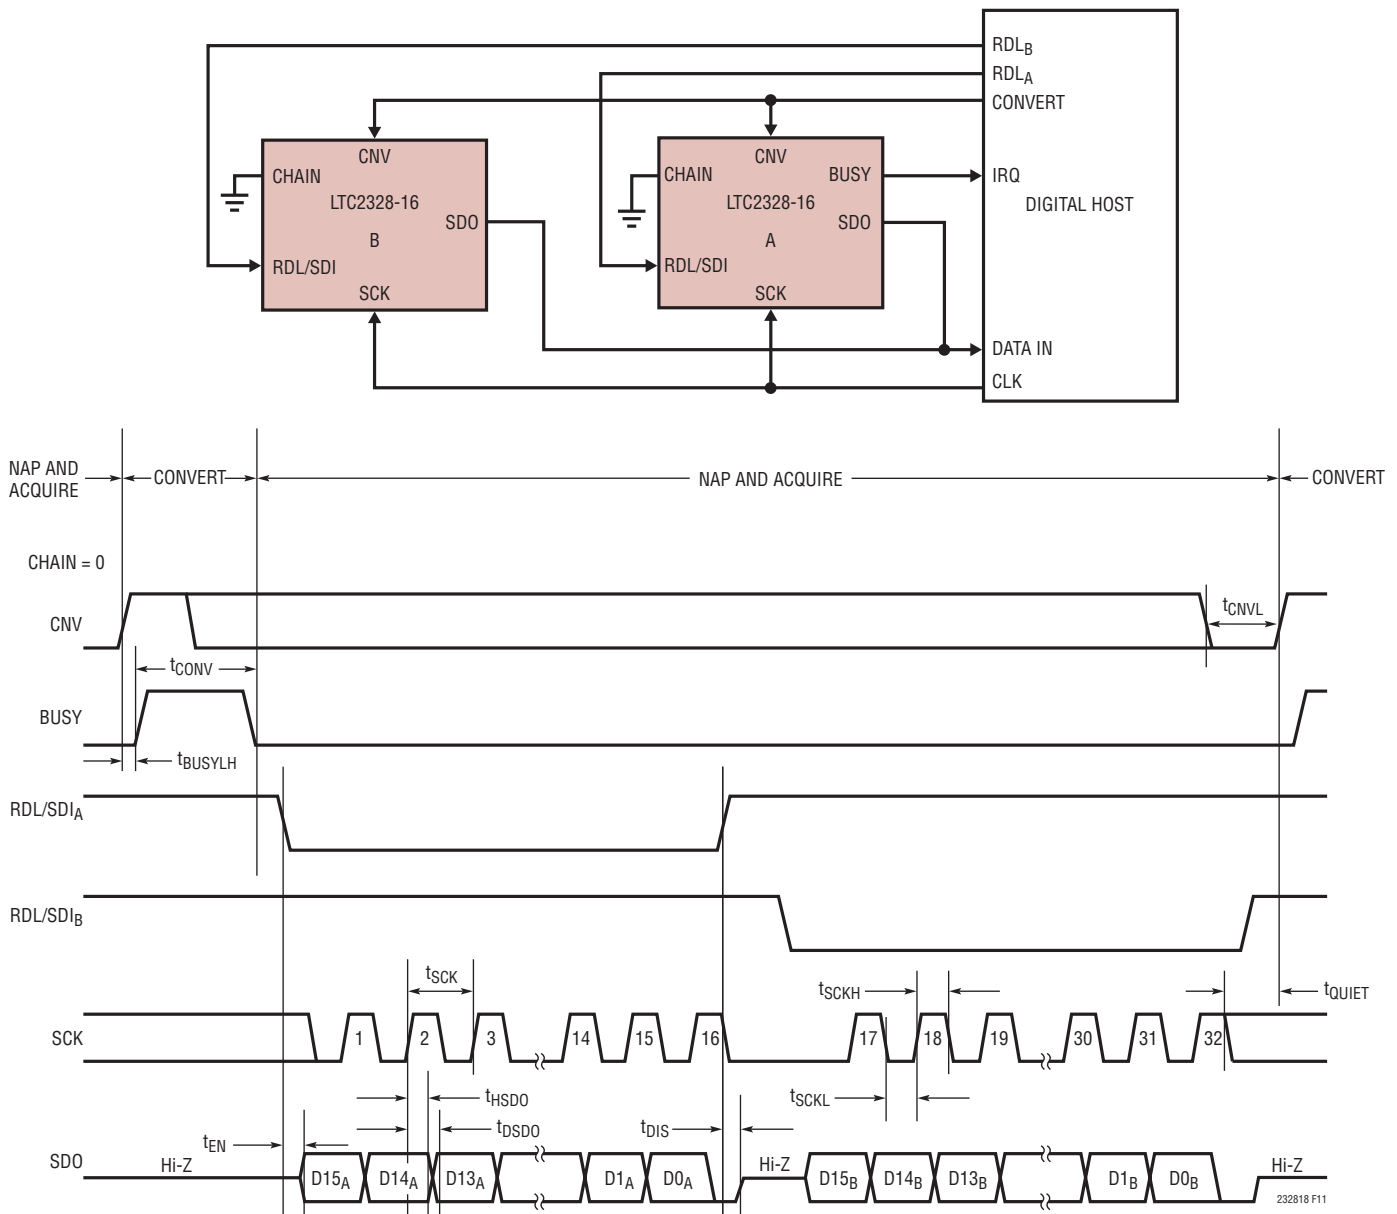 RDLB
RDLA
CONVERT
CNV
CNV
CHAIN
CHAIN
BUSY
IRQ
LTC2328-16
LTC2328-16
DIGITAL HOST
SDO
SDO
B
A
RDL/SDI
RDL/SDI
SCK
SCK
DATA IN
CLK
NAP AND
ACQUIRE
CONVERT
NAP AND ACQUIRE
CONVERT
CHAIN = 0
CNV
tCNVL
tCONV
BUSY
tBUSYLH
RDL/SDIA
RDL/SDIB
tSCK
tSCKH
tQUIET
SCK
1
2
3
14
15
16
17
18
19
30
31
32
tHSDO
tSCKL
tDSDO
tDIS
tEN
SDO
Hi-Z
D15A
D14A
D13A
D1A
D0A
Hi-Z
D15B
D14B
D13B
D1B
D0B
Hi-Z
232818 F11